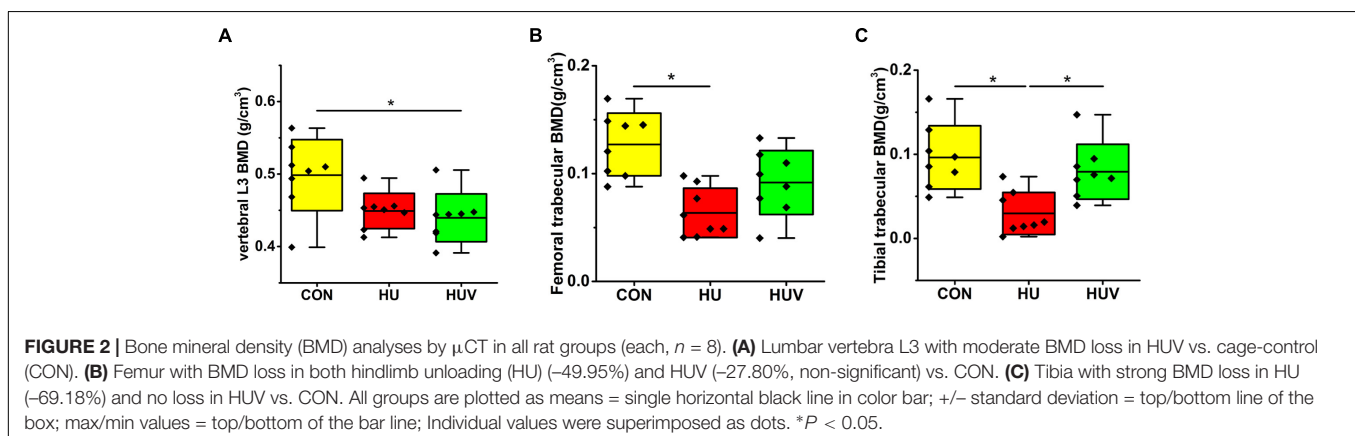 A
B
C
vertebral L3 BMD (g/cm³)
0.6
0.5
0.4
*
CON HU HUV
Femoral trabecular BMD(g/cm³)
0.2
0.1
0.0
*
CON HU HUV
Tibial trabecular BMD(g/cm³)
0.2
0.1
0.0
* *
CON HU HUV
FIGURE 2 | Bone mineral density (BMD) analyses by μCT in all rat groups (each, n = 8). (A) Lumbar vertebra L3 with moderate BMD loss in HUV vs. cage-control
(CON). (B) Femur with BMD loss in both hindlimb unloading (HU) (–49.95%) and HUV (–27.80%, non-significant) vs. CON. (C) Tibia with strong BMD loss in HU
(–69.18%) and no loss in HUV vs. CON. All groups are plotted as means = single horizontal black line in color bar; +/– standard deviation = top/bottom line of the
box; max/min values = top/bottom of the bar line; Individual values were superimposed as dots. *P < 0.05.